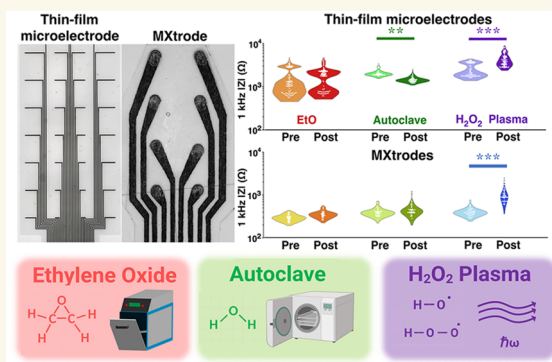 Thin-film
microelectrode
MXtrode
Thin-film microelectrodes
1 kHz |Z| (Ω)
10⁴
10³
10²
EtO
**
Autoclave
***
H₂O₂ Plasma
Pre Post Pre Post Pre Post
MXtrodes
1 kHz |Z| (Ω)
10⁴
10³
10²
***
Pre Post Pre Post Pre Post
Ethylene Oxide
O
H H
H H
Autoclave
H O H
H₂O₂ Plasma
H–O•
H–O–O•
ħω